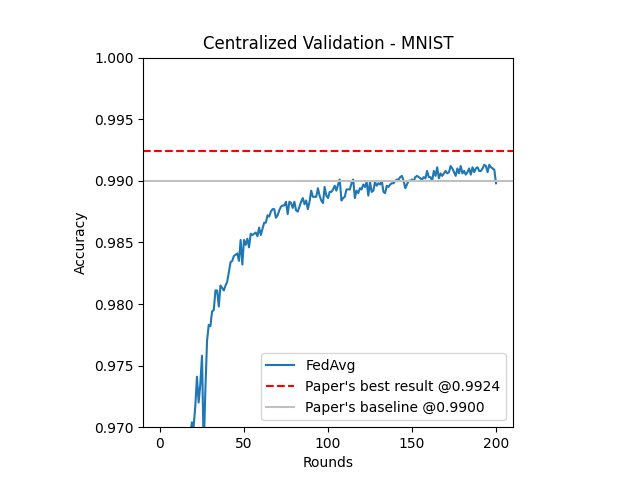 Centralized Validation - MNIST
1.000
0.995
0.990
0.985
0.980
0.975
0.970
Accuracy
FedAvg
Paper's best result @0.9924
Paper's baseline @0.9900
0
50
100
150
200
Rounds